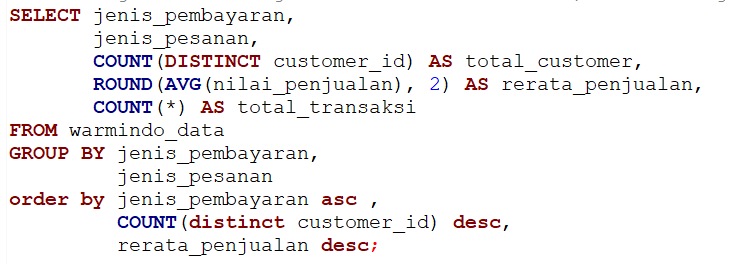 SELECT jenis_pembayaran,
jenis_pesanan,
COUNT(DISTINCT customer_id) AS total_customer,
ROUND(AVG(nilai_penjualan), 2) AS rerata_penjualan,
COUNT(*) AS total_transaksi
FROM warmindo_data
GROUP BY jenis_pembayaran,
jenis_pesanan
order by jenis_pembayaran asc ,
COUNT(distinct customer_id) desc,
rerata_penjualan desc;